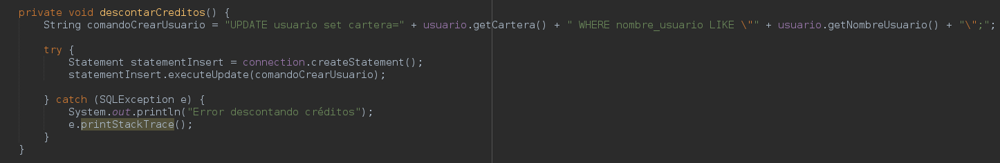 private void descontarCreditos() {
String comandoCrearUsuario = "UPDATE usuario set cartera=" + usuario.getCartera() + " WHERE nombre_usuario LIKE \"" + usuario.getNombreUsuario() + "\";";
try {
Statement statementInsert = connection.createStatement();
statementInsert.executeUpdate(comandoCrearUsuario);
} catch (SQLException e) {
System.out.println("Error descontando créditos");
e.printStackTrace();
}
}